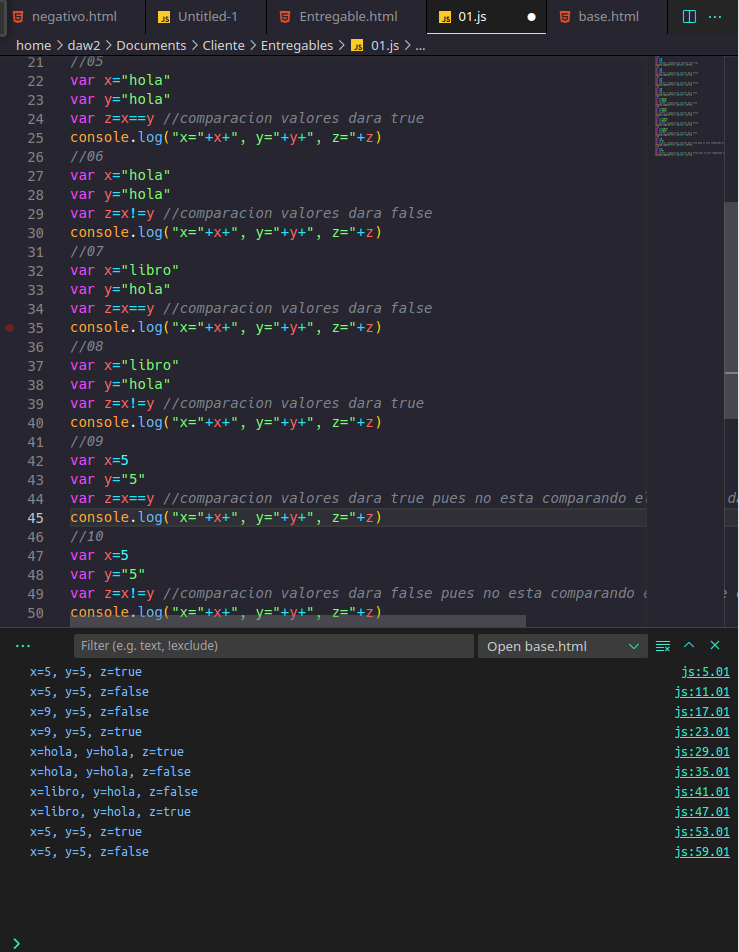 negativo.html Untitled-1 Entregable.html 01.js base.html
home > daw2 > Documents > Cliente > Entregables > 01.js > ...
21 //05
22 var x="hola"
23 var y="hola"
24 var z=x==y //comparacion valores dara true
25 console.log("x="+x+", y="+y+", z="+z)
26 //06
27 var x="hola"
28 var y="hola"
29 var z=x!=y //comparacion valores dara false
30 console.log("x="+x+", y="+y+", z="+z)
31 //07
32 var x="libro"
33 var y="hola"
34 var z=x==y //comparacion valores dara false
35 console.log("x="+x+", y="+y+", z="+z)
36 //08
37 var x="libro"
38 var y="hola"
39 var z=x!=y //comparacion valores dara true
40 console.log("x="+x+", y="+y+", z="+z)
41 //09
42 var x=5
43 var y="5"
44 var z=x==y //comparacion valores dara true pues no esta comparando
45 console.log("x="+x+", y="+y+", z="+z)
46 //10
47 var x=5
48 var y="5"
49 var z=x!=y //comparacion valores dara false pues no esta comparando
50 console.log("x="+x+", y="+y+", z="+z)
... Filter (e.g. text, !exclude) Open base.html
x=5, y=5, z=true js:5.01
x=5, y=5, z=false js:11.01
x=9, y=5, z=false js:17.01
x=9, y=5, z=true js:23.01
x=hola, y=hola, z=true js:29.01
x=hola, y=hola, z=false js:35.01
x=libro, y=hola, z=false js:41.01
x=libro, y=hola, z=true js:47.01
x=5, y=5, z=true js:53.01
x=5, y=5, z=false js:59.01
>